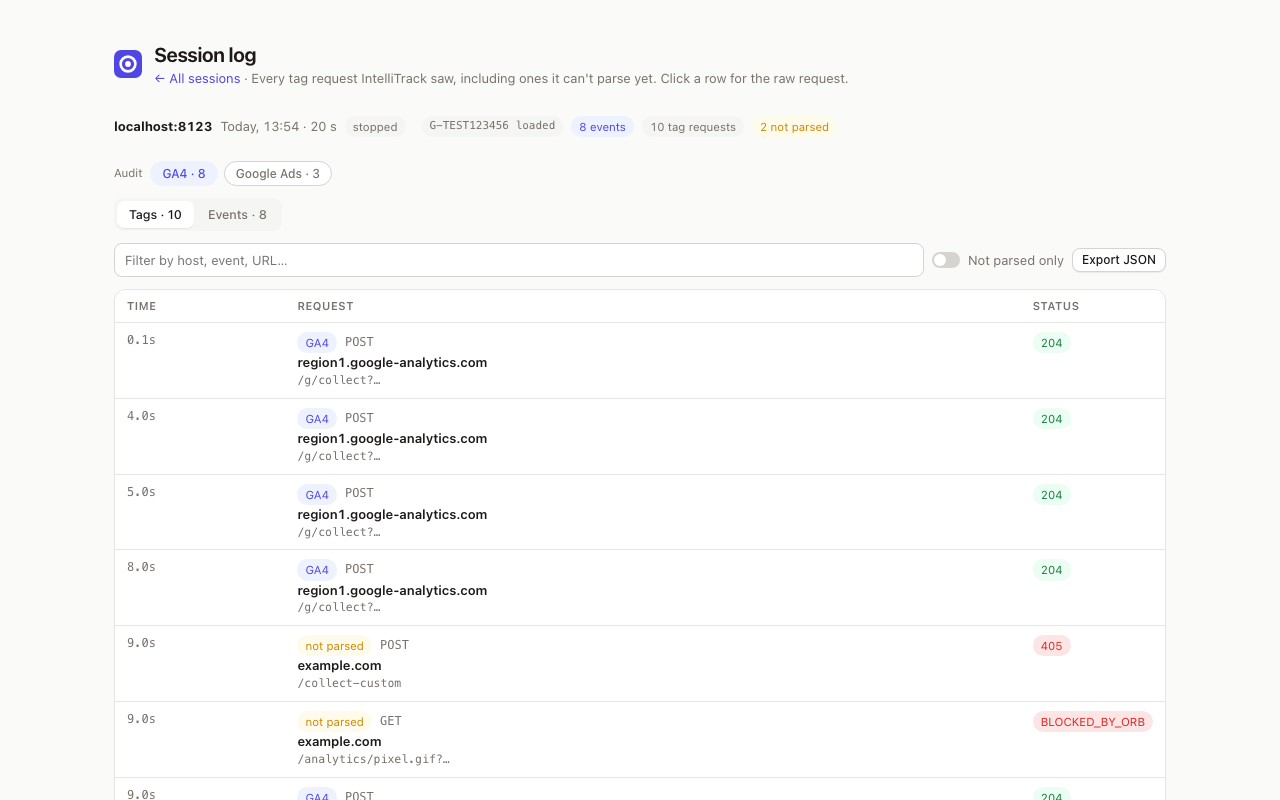 Session log
← All sessions · Every tag request IntelliTrack saw, including ones it can't parse yet. Click a row for the raw request.
localhost:8123 Today, 13:54 · 20 s stopped G-TEST123456 loaded 8 events 10 tag requests 2 not parsed
Audit GA4 · 8 Google Ads · 3
Tags · 10 Events · 8
Filter by host, event, URL… Not parsed only Export JSON
TIME REQUEST STATUS
0.1s GA4 POST 204
region1.google-analytics.com
/g/collect?…
4.0s GA4 POST 204
region1.google-analytics.com
/g/collect?…
5.0s GA4 POST 204
region1.google-analytics.com
/g/collect?…
8.0s GA4 POST 204
region1.google-analytics.com
/g/collect?…
9.0s not parsed POST 405
example.com
/collect-custom
9.0s not parsed GET BLOCKED_BY_ORB
example.com
/analytics/pixel.gif?…
9.0s GA4 POST 204